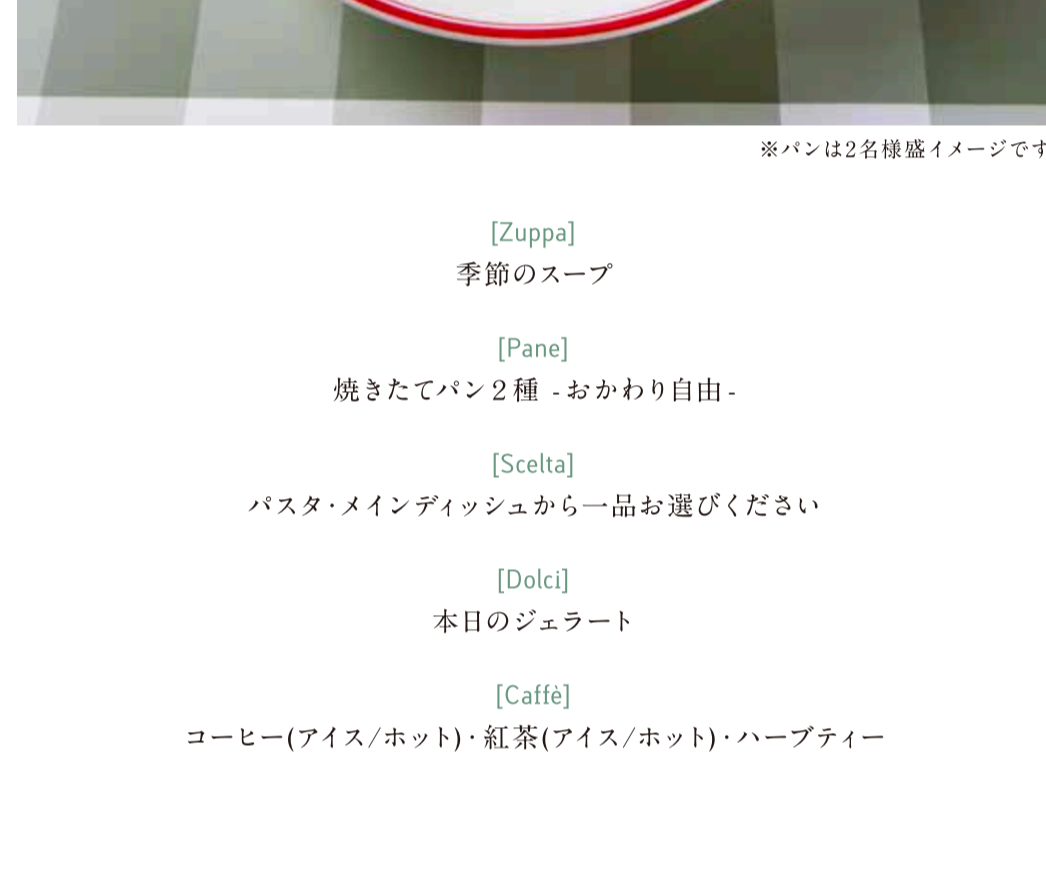 ※パンは2名様盛イメージです
[Zuppa]
季節のスープ
[Pane]
焼きたてパン２種 -おかわり自由-
[Scelta]
パスタ･メインディッシュから一品お選びください
[Dolci]
本日のジェラート
[Caffè]
コーヒー(アイス/ホット)･紅茶(アイス/ホット)･ハーブティー